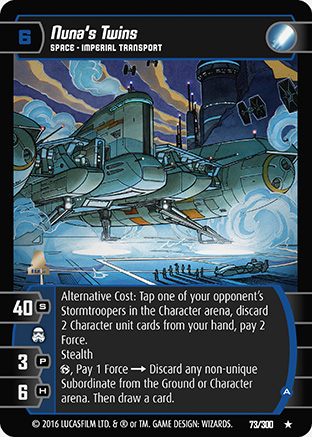 6
Nuna's Twins
SPACE - IMPERIAL TRANSPORT
40 S
3 P
6 H
Alternative Cost: Tap one of your opponent's
Stormtroopers in the Character arena, discard
2 Character unit cards from your hand, pay 2
Force.
Stealth
, Pay 1 Force → Discard any non-unique
Subordinate from the Ground or Character
arena. Then draw a card.
A
© 2016 LUCASFILM LTD. & ® OR TM. GAME DESIGN: WIZARDS.
73/300 ★